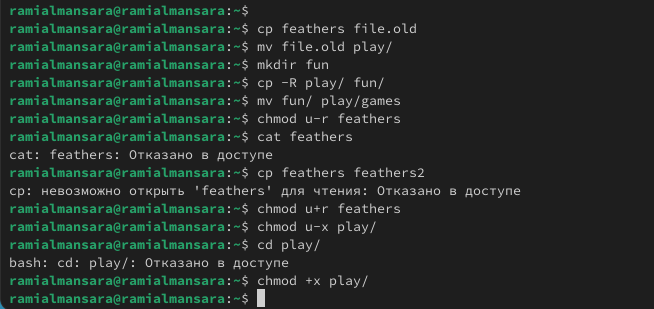 ramialmansara@ramialmansara:~$
ramialmansara@ramialmansara:~$ cp feathers file.old
ramialmansara@ramialmansara:~$ mv file.old play/
ramialmansara@ramialmansara:~$ mkdir fun
ramialmansara@ramialmansara:~$ cp -R play/ fun/
ramialmansara@ramialmansara:~$ mv fun/ play/games
ramialmansara@ramialmansara:~$ chmod u-r feathers
ramialmansara@ramialmansara:~$ cat feathers
cat: feathers: Отказано в доступе
ramialmansara@ramialmansara:~$ cp feathers feathers2
cp: невозможно открыть 'feathers' для чтения: Отказано в доступе
ramialmansara@ramialmansara:~$ chmod u+r feathers
ramialmansara@ramialmansara:~$ chmod u-x play/
ramialmansara@ramialmansara:~$ cd play/
bash: cd: play/: Отказано в доступе
ramialmansara@ramialmansara:~$ chmod +x play/
ramialmansara@ramialmansara:~$